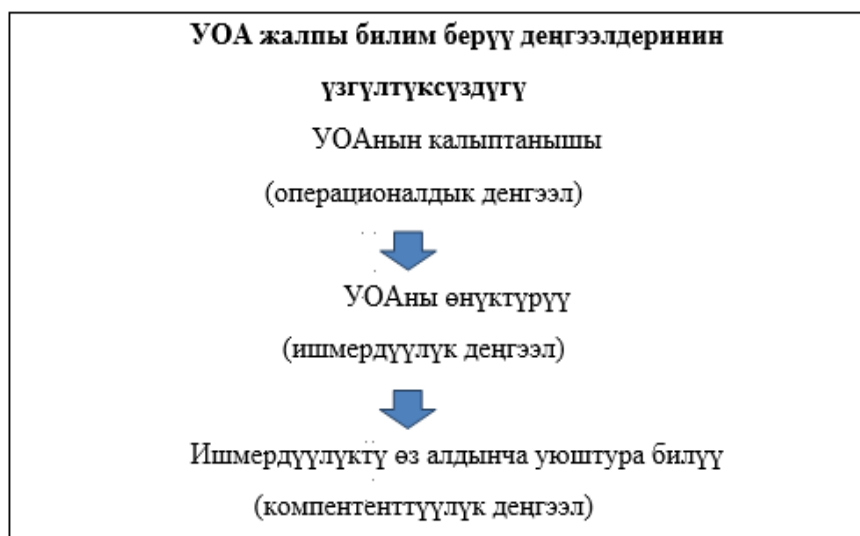 УОА жалпы билим берүү деңгээлдеринин
үзгүлтүксүздүгү
УОАнын калыптанышы
(операционалдык денгээл)
УОАны өнүктүрүү
(ишмердүүлүк деңгээл)
Ишмердүүлүктү өз алдынча уюштура билүү
(компентенттүүлүк деңгээл)